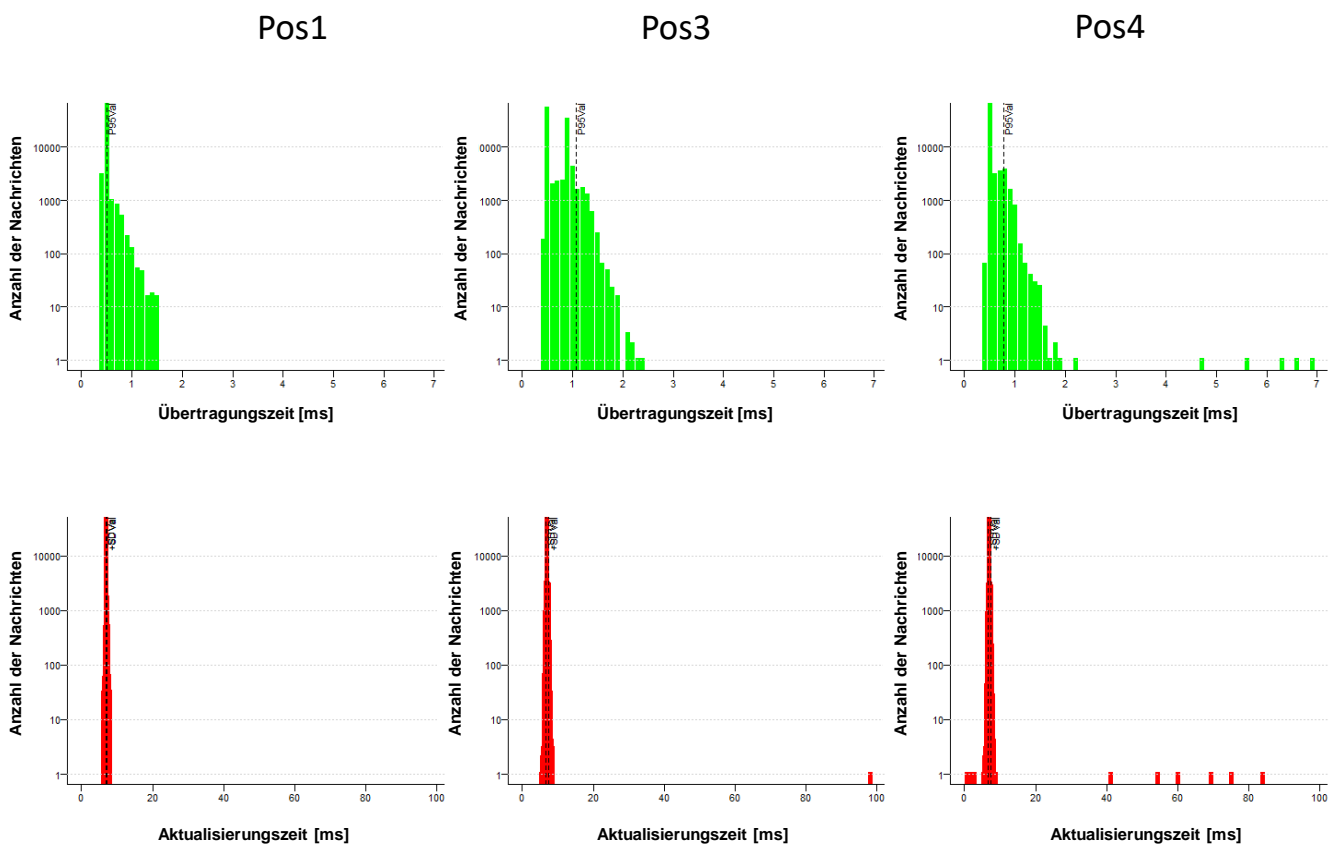 Pos1 Pos3 Pos4
P95Val P95Val P95Val
Anzahl der Nachrichten Anzahl der Nachrichten Anzahl der Nachrichten
10000 0000 10000
1000 1000 1000
100 100 100
10 10 10
1 1 1
0 1 2 3 4 5 6 7 0 1 2 3 4 5 6 7 0 1 2 3 4 5 6 7
Übertragungszeit [ms] Übertragungszeit [ms] Übertragungszeit [ms]
Anzahl der Nachrichten Anzahl der Nachrichten Anzahl der Nachrichten
10000 10000 10000
1000 1000 1000
100 100 100
10 10 10
1 1 1
0 20 40 60 80 100 0 20 40 60 80 100 0 20 40 60 80 100
Aktualisierungszeit [ms] Aktualisierungszeit [ms] Aktualisierungszeit [ms]